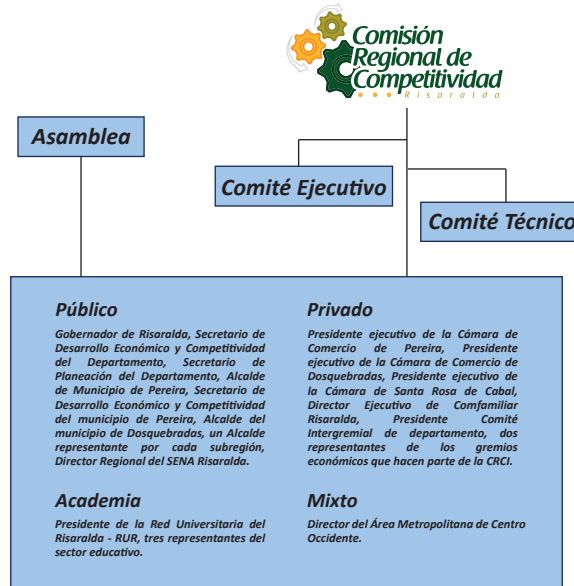 Comisión
Regional de
Competitividad
Risaralda
Asamblea
Comité Ejecutivo
Comité Técnico
Público
Gobernador de Risaralda, Secretario de
Desarrollo Económico y Competitividad
del Departamento, Secretario de
Planeación del Departamento, Alcalde
de Municipio de Pereira, Secretario de
Desarrollo Económico y Competitividad
del municipio de Pereira, Alcalde del
municipio de Dosquebradas, un Alcalde
representante por cada subregión,
Director Regional del SENA Risaralda.
Privado
Presidente ejecutivo de la Cámara de
Comercio de Pereira, Presidente
ejecutivo de la Cámara de Comercio de
Dosquebradas, Presidente ejecutivo de
la Cámara de Santa Rosa de Cabal,
Director Ejecutivo de Comfamiliar
Risaralda, Presidente Comité
Intergremial de departamento, dos
representantes de los gremios
económicos que hacen parte de la CRCI.
Academia
Presidente de la Red Universitaria del
Risaralda - RUR, tres representantes del
sector educativo.
Mixto
Director del Área Metropolitana de Centro
Occidente.